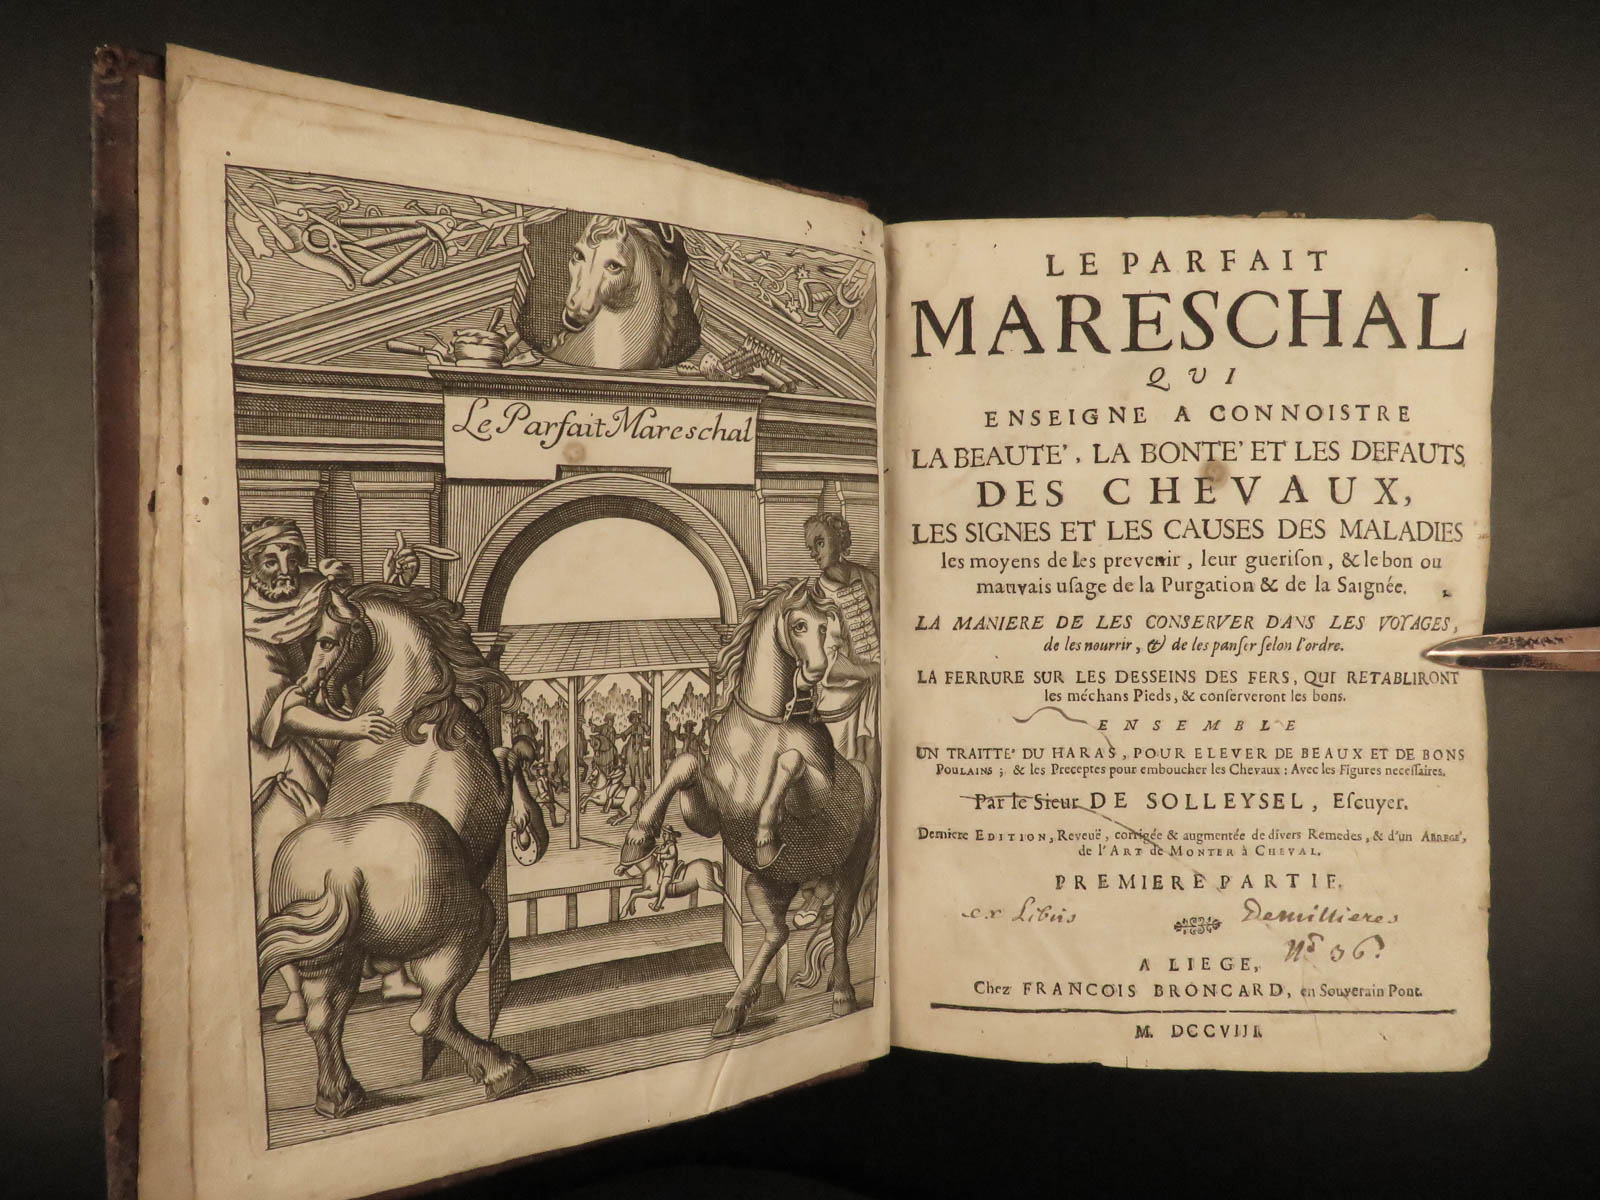 Le Parfait Mareschal
LE PARFAIT
MARESCHAL
QUI
ENSEIGNE A CONNOISTRE
LA BEAUTE', LA BONTE' ET LES DEFAUTS
DES CHEVAUX,
LES SIGNES ET LES CAUSES DES MALADIES
les moyens de les prevenir, leur guerison, & le bon ou
mauvais usage de la Purgation & de la Saignée.
LA MANIERE DE LES CONSERVER DANS LES VOYAGES,
de les nourrir, & de les panser selon l'ordre.
LA FERRURE SUR LES DESSEINS DES FERS, QUI RETABLIRONT
les méchans Pieds, & conserveront les bons.
ENSEMBLE
UN TRAITTE' DU HARAS, POUR ELEVER DE BEAUX ET DE BONS
POULAINS; & les Preceptes pour emboucher les Chevaux: Avec les Figures necessaires.
Par le Sieur DE SOLLEYSEL, Escuyer.
Derniere EDITION, Reveuë, corrigée & augmentée de divers Remedes, & d'un ABREGE',
de l'ART de MONTER à CHEVAL.
PREMIERE PARTIE.
ex Libris Demillieres
N° 36.
A LIEGE,
Chez FRANCOIS BRONCARD, en Souverain Pont.
M. DCCVIII.